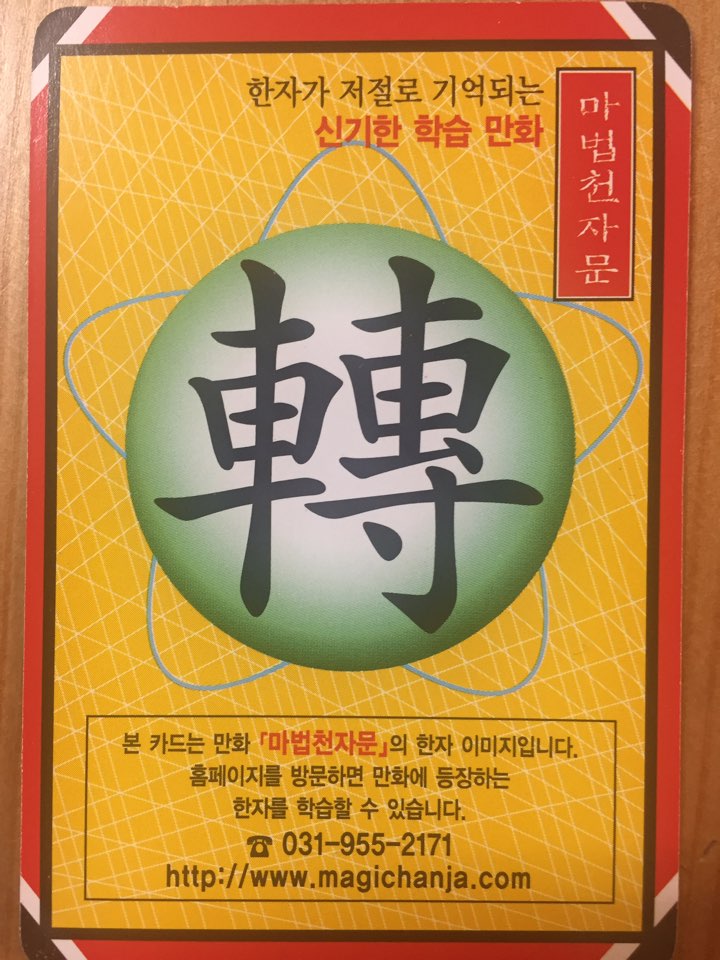 한자가 저절로 기억되는
신기한 학습 만화
마법천자문
轉
본 카드는 만화 「마법천자문」의 한자 이미지입니다.
홈페이지를 방문하면 만화에 등장하는
한자를 학습할 수 있습니다.
☎ 031-955-2171
http://www.magichanja.com